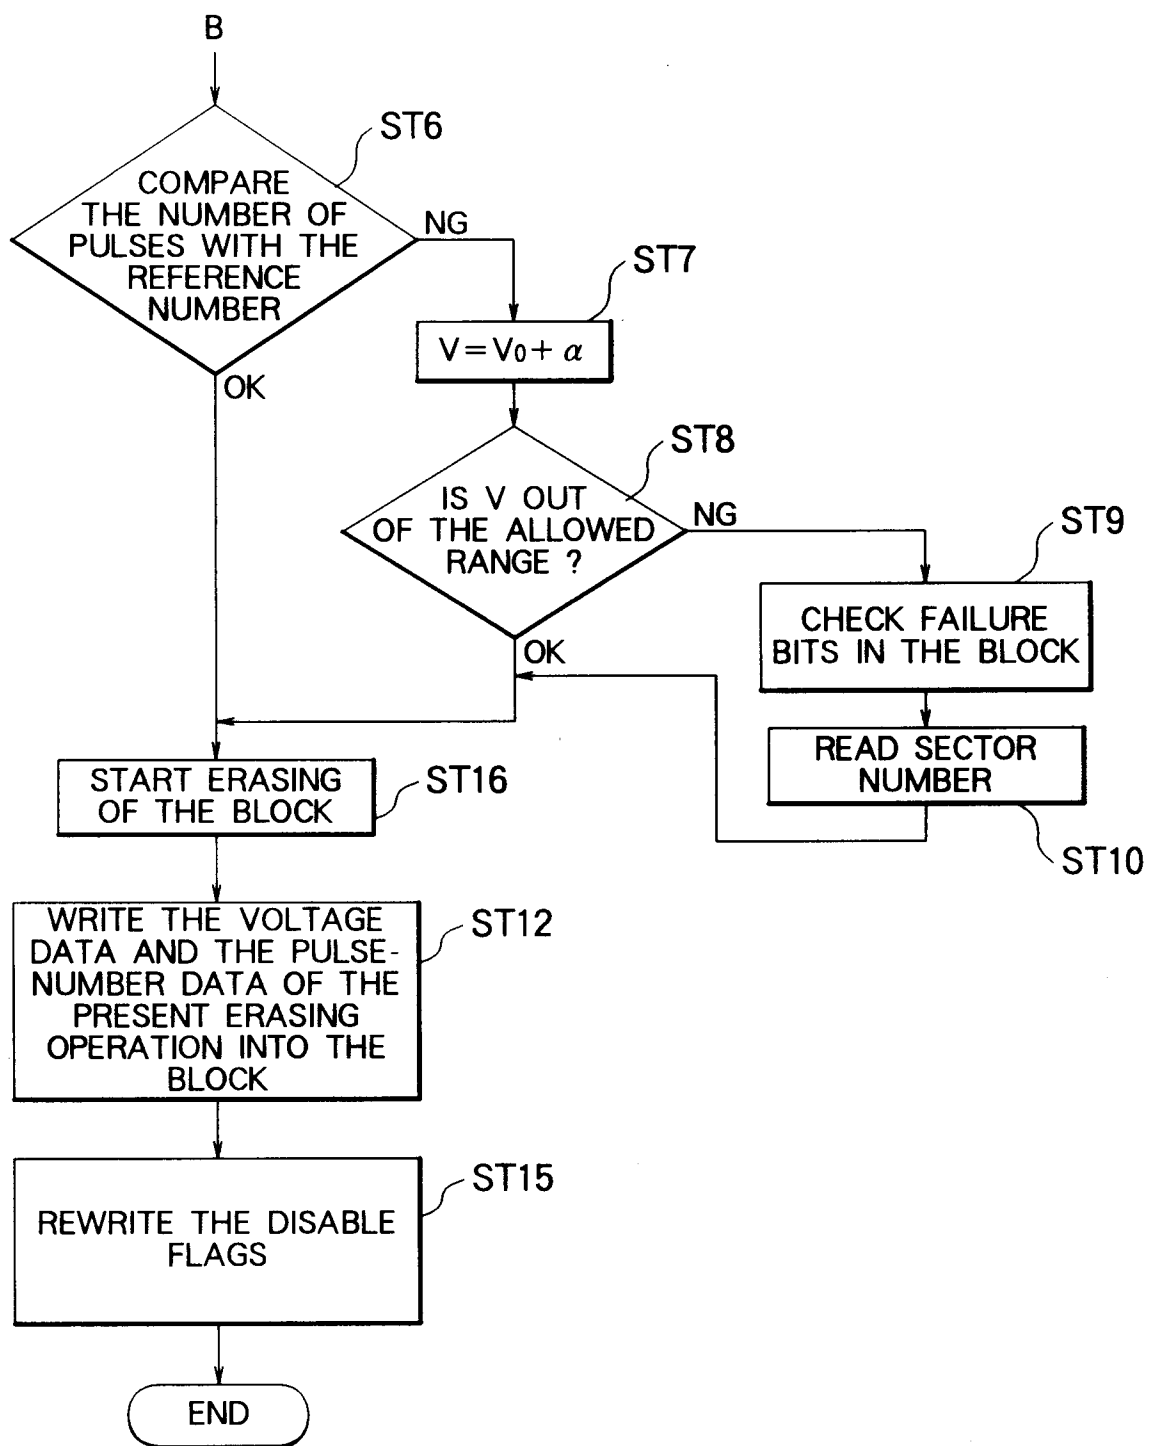 B
ST6
COMPARE
THE NUMBER OF
PULSES WITH THE
REFERENCE
NUMBER
NG
OK
ST7
V=V0+ α
ST8
IS V OUT
OF THE ALLOWED
RANGE ?
NG
OK
ST9
CHECK FAILURE
BITS IN THE BLOCK
READ SECTOR
NUMBER
ST10
START ERASING
OF THE BLOCK
ST16
WRITE THE VOLTAGE
DATA AND THE PULSE-
NUMBER DATA OF THE
PRESENT ERASING
OPERATION INTO THE
BLOCK
ST12
REWRITE THE DISABLE
FLAGS
ST15
END